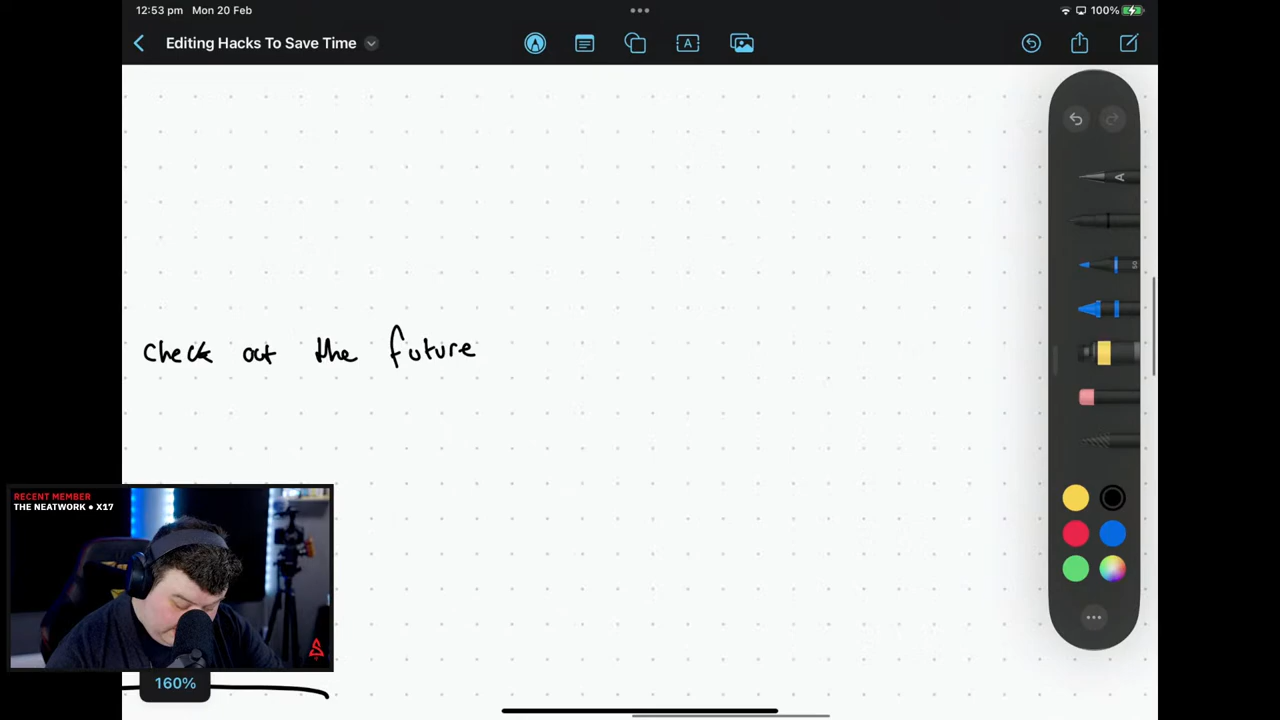 12:53 pm Mon 20 Feb
100%
Editing Hacks To Save Time
A
A
50
check out the future
RECENT MEMBER
THE NEATWORK ● X17
160%